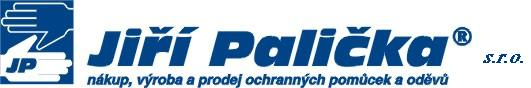 JP
Jiří Palička® s.r.o.
nákup, výroba a prodej ochranných pomůcek a oděvů